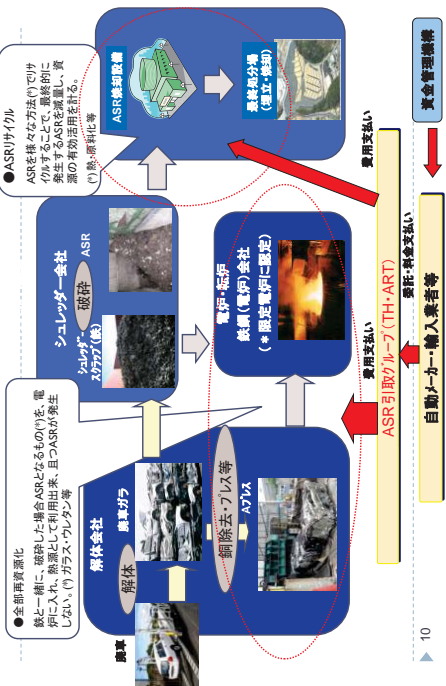 ●全部再資源化
鉄と一緒に、破砕した場合ASRとなるもの(*)を、電
炉に入れ、熱源として利用出来、且つASRが発生
しない。(*)ガラス・ウレタン等
●ASRリサイクル
ASRを様々な方法(*)でリサ
イクルすることで、最終的に
発生するASRを減量し、資
源の有効活用を計る。
(*)熱・原料化等
廃車
解体会社
解体
廃車ガラ
銅除去・プレス等
Aプレス
シュレッダー会社
シュレッダー
スクラップ(鉄)
破砕
ASR
電炉・転炉
鉄鋼(電炉)会社
(*限定電炉に認定)
ASR焼却設備
最終処分場
(埋立・焼却)
費用支払い
費用支払い
ASR引取グループ(TH・ART)
委託・料金支払い
自動メーカー・輸入業者等
資金管理機構
10